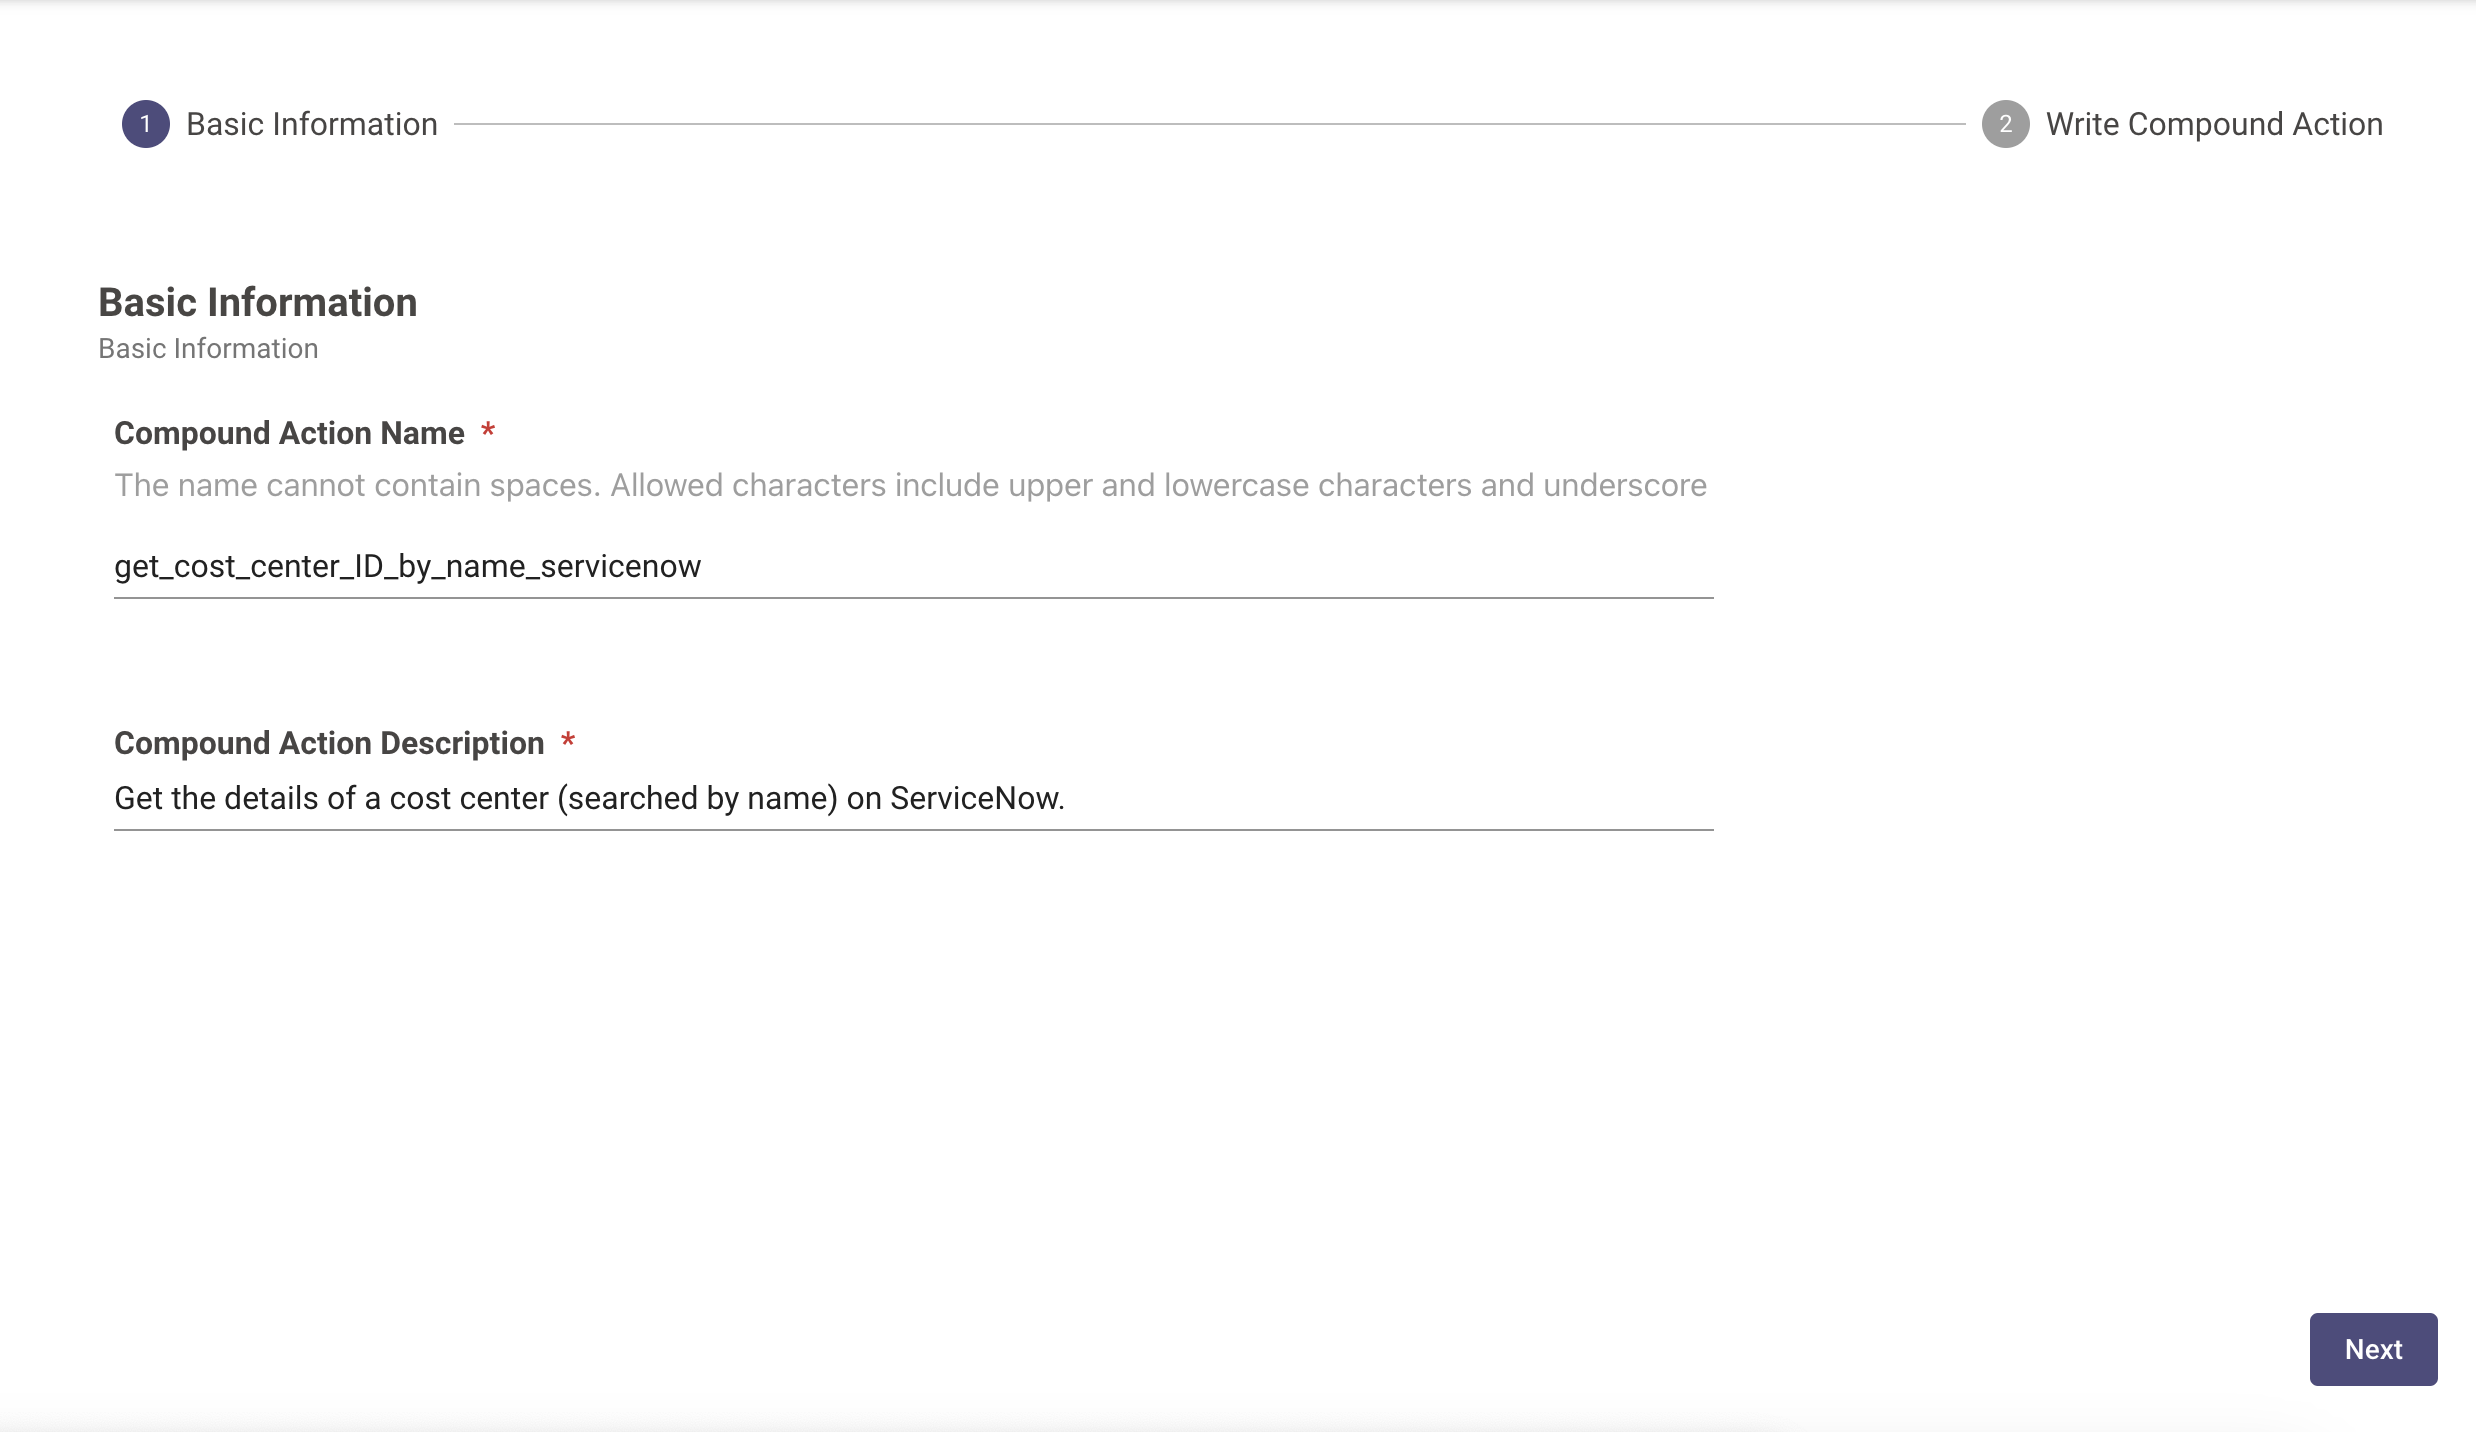 1 Basic Information
2 Write Compound Action
Basic Information
Basic Information
Compound Action Name *
The name cannot contain spaces. Allowed characters include upper and lowercase characters and underscore
get_cost_center_ID_by_name_servicenow
Compound Action Description *
Get the details of a cost center (searched by name) on ServiceNow.
Next